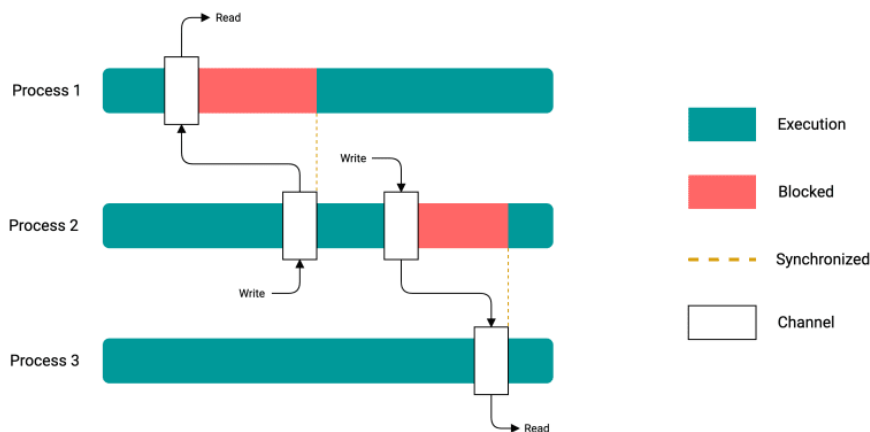 Read
Process 1
Execution
Write
Blocked
Process 2
Synchronized
Write
Channel
Process 3
Read